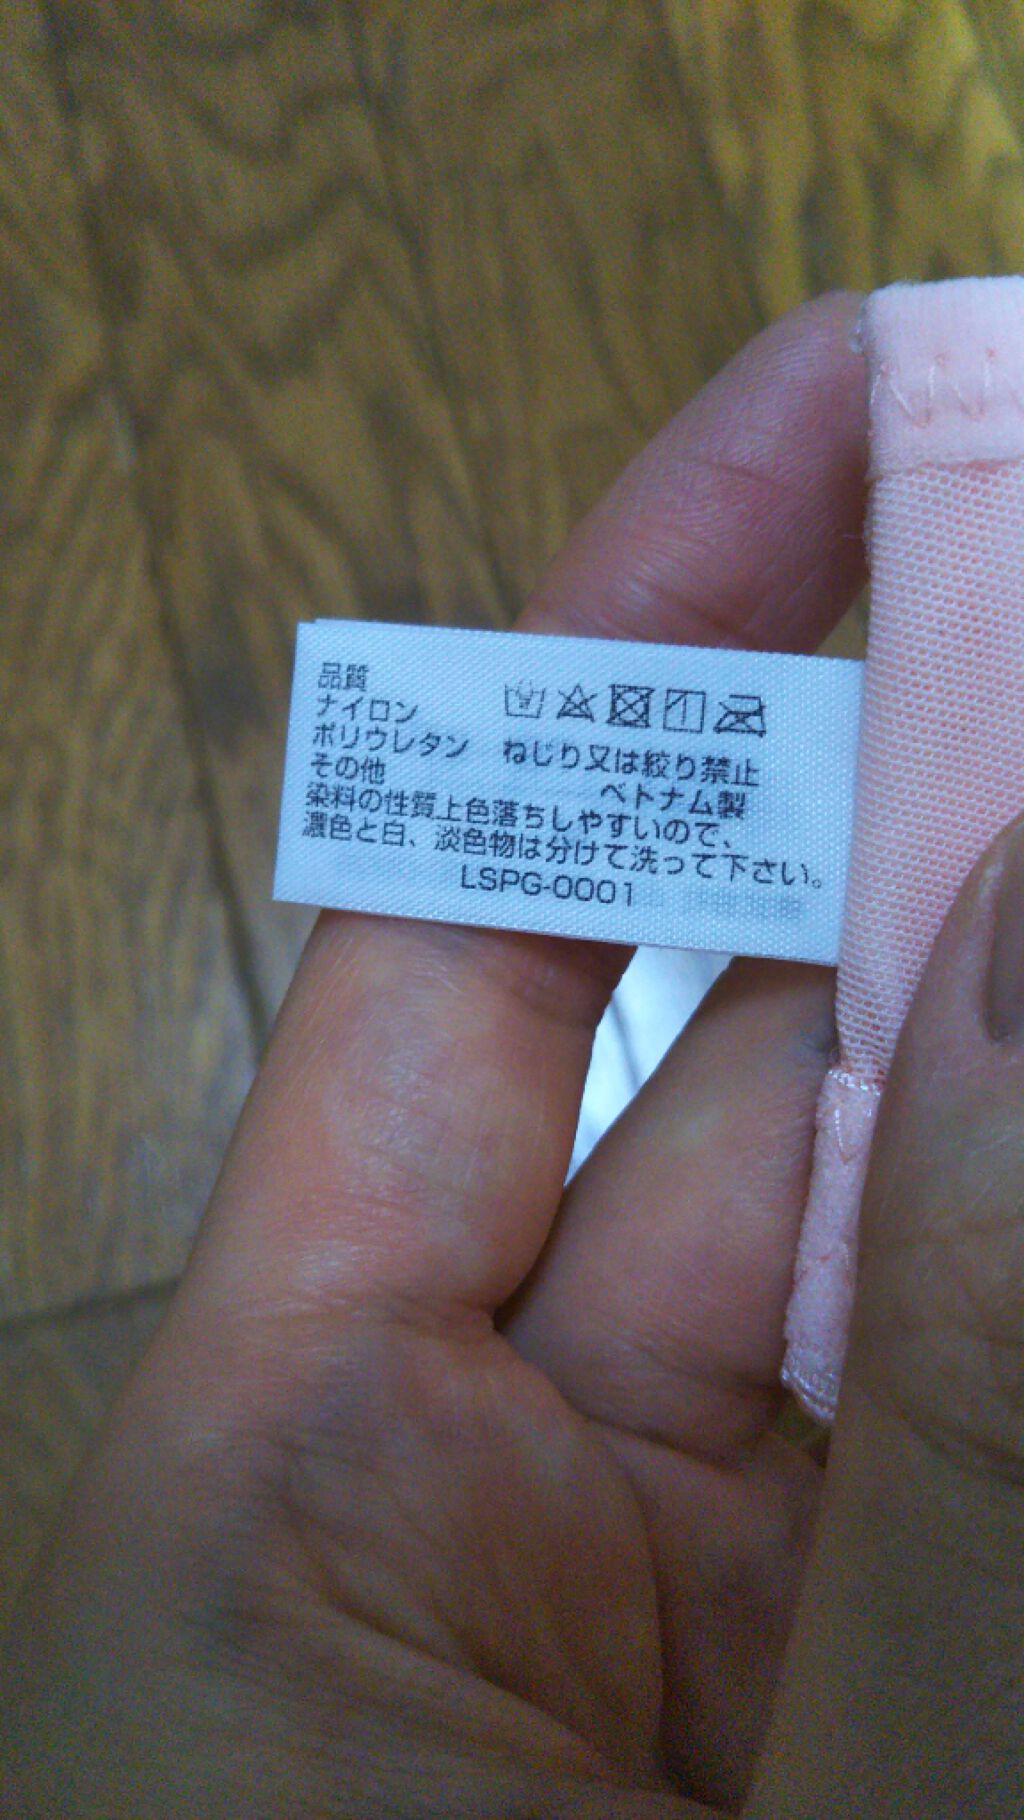 品質
ナイロン
ポリウレタン
その他
ねじり又は絞り禁止
ベトナム製
染料の性質上色落ちしやすいので、
濃色と白、淡色物は分けて洗って下さい。
LSPG-0001